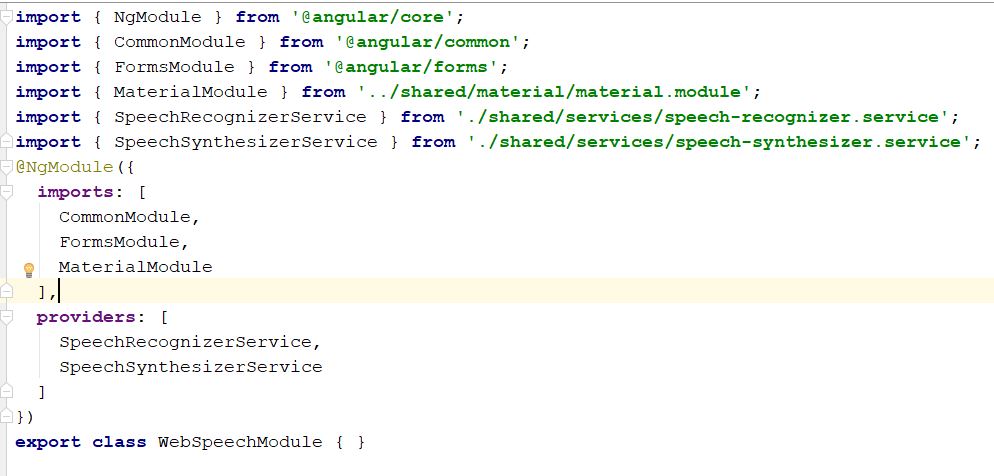 import { NgModule } from '@angular/core';
import { CommonModule } from '@angular/common';
import { FormsModule } from '@angular/forms';
import { MaterialModule } from '../shared/material/material.module';
import { SpeechRecognizerService } from './shared/services/speech-recognizer.service';
import { SpeechSynthesizerService } from './shared/services/speech-synthesizer.service';
@NgModule({
  imports: [
    CommonModule,
    FormsModule,
    MaterialModule
  ],
  providers: [
    SpeechRecognizerService,
    SpeechSynthesizerService
  ]
})
export class WebSpeechModule { }